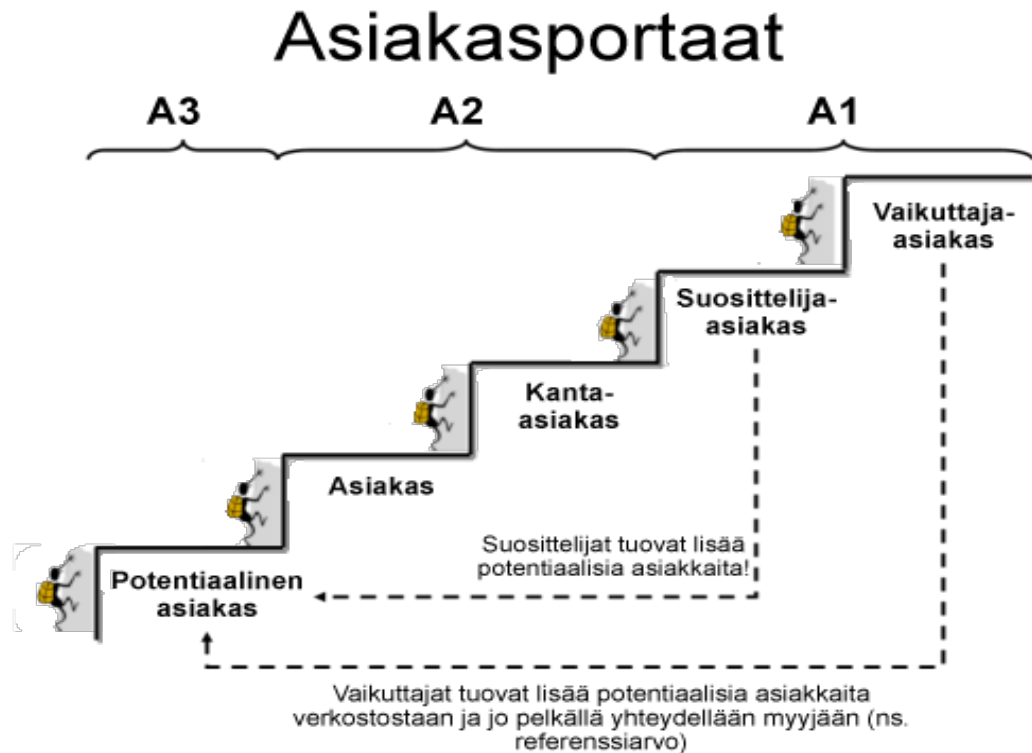 Asiakasportaat
A3
A2
A1
Vaikuttaja-
asiakas
Suosittelija-
asiakas
Kanta-
asiakas
Asiakas
Potentiaalinen
asiakas
Suosittelijat tuovat lisää
potentiaalisia asiakkaita!
Vaikuttajat tuovat lisää potentiaalisia asiakkaita
verkostostaan ja jo pelkällä yhteydellään myyjään (ns.
referenssiarvo)